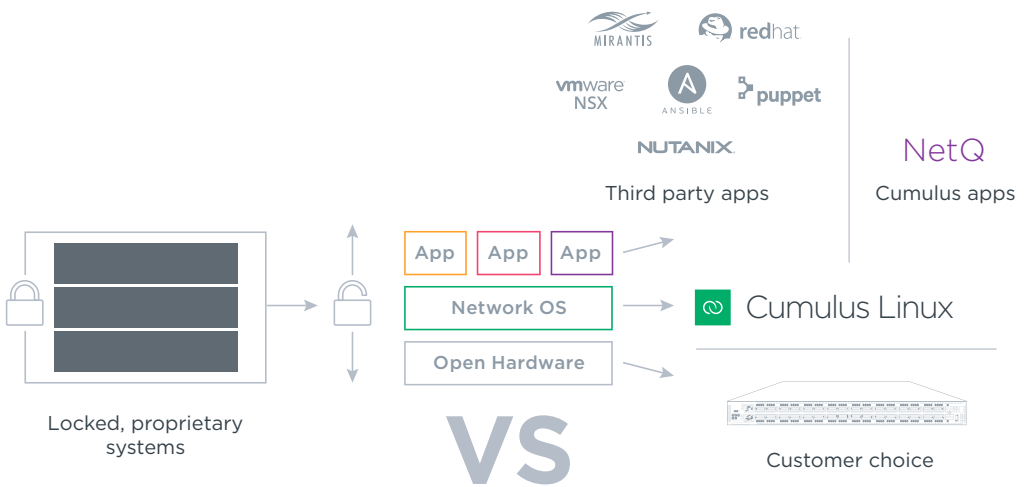 MIRANTIS
redhat.
vmware
NSX
ANSIBLE
puppet
NUTANIX.
Third party apps
NetQ
Cumulus apps
App
App
App
Network OS
Cumulus Linux
Open Hardware
Locked, proprietary
systems
VS
Customer choice